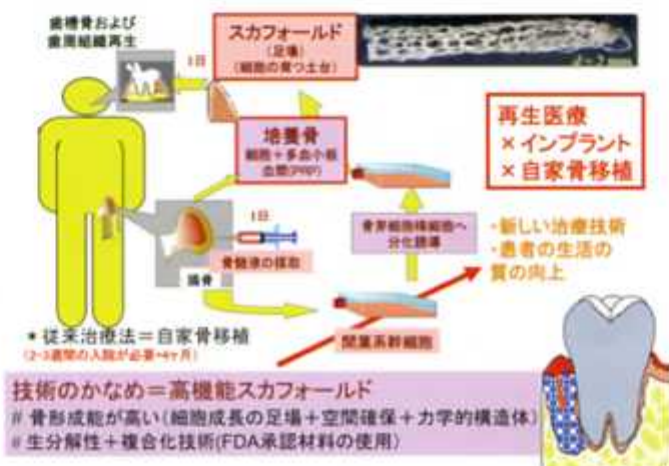 歯槽骨および
歯周組織再生
1日
スカフォールド
(足場)
(細胞の育つ土台)
再生医療
×インプラント
×自家骨移植
培養骨
細胞+多血小板
血漿(PRP)
1日
骨髄液の採取
腸骨
骨芽細胞様細胞へ
分化誘導
・新しい治療技術
・患者の生活の
質の向上
間葉系幹細胞
*従来治療法=自家骨移植
(2-3週間の入院が必要・4ヶ月)
技術のかなめ=高機能スカフォールド
# 骨形成能が高い(細胞成長の足場+空間確保+力学的構造体)
# 生分解性+複合化技術(FDA承認材料の使用)